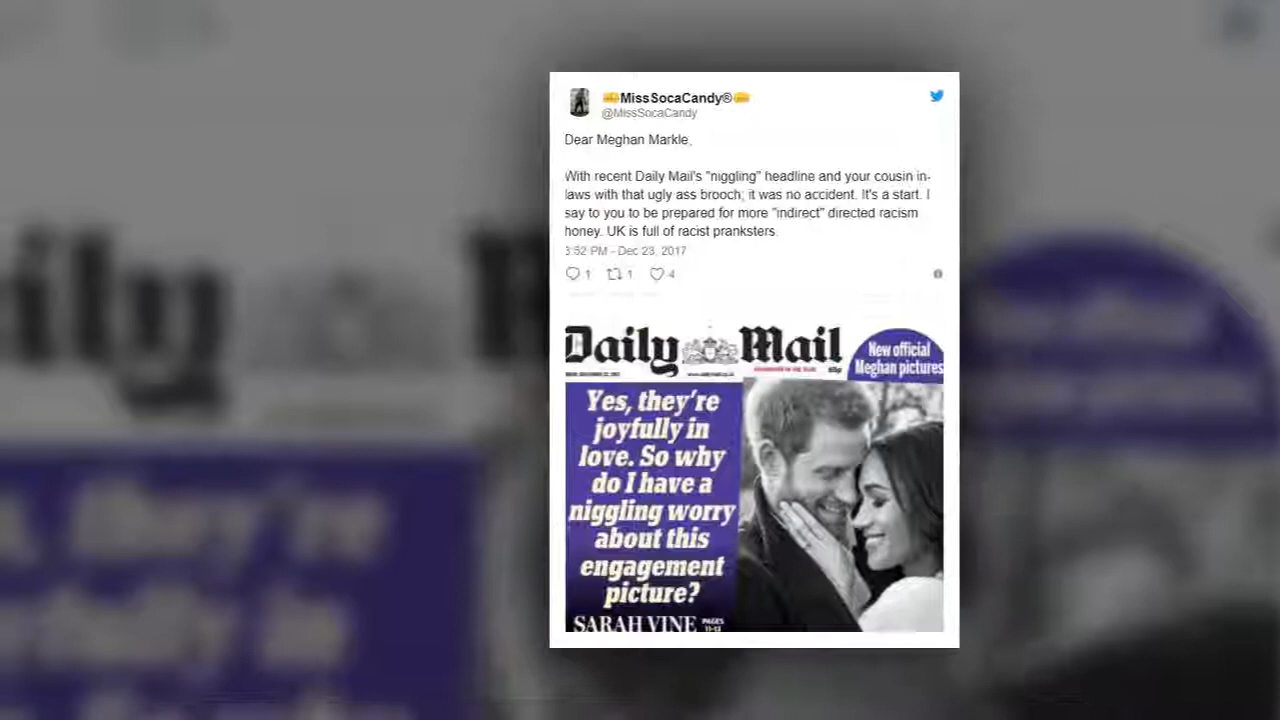 MissSocaCandy®
@MissSocaCandy
Dear Meghan Markle,
With recent Daily Mail's "niggling" headline and your cousin in-
laws with that ugly ass brooch; it was no accident. It's a start. I
say to you to be prepared for more "indirect" directed racism
honey. UK is full of racist pranksters.
3:52 PM - Dec 23, 2017
1 1 4
Daily Mail
New official
Meghan pictures
Yes, they're
joyfully in
love. So why
do I have a
niggling worry
about this
engagement
picture?
SARAH VINE PAGES
11-13